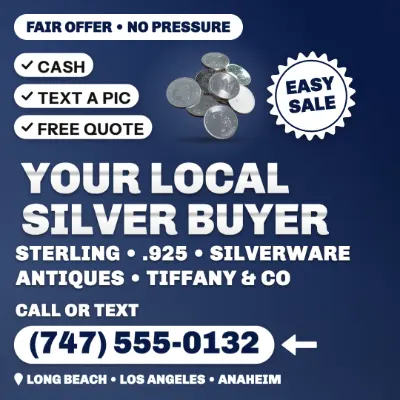 FAIR OFFER • NO PRESSURE
✓ CASH
✓ TEXT A PIC
✓ FREE QUOTE
EASY
SALE
YOUR LOCAL
SILVER BUYER
STERLING • .925 • SILVERWARE
ANTIQUES • TIFFANY & CO
CALL OR TEXT
(747) 555-0132
LONG BEACH • LOS ANGELES • ANAHEIM